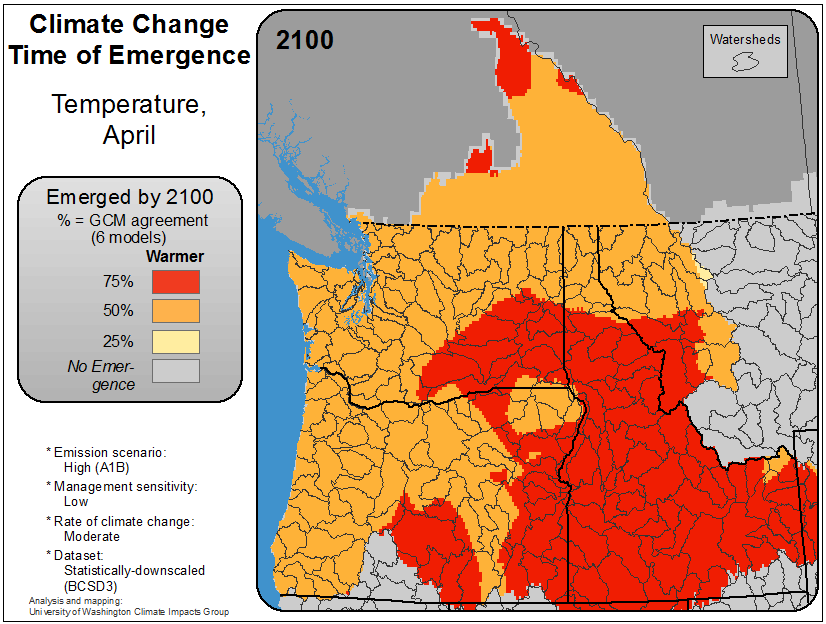 Climate Change
Time of Emergence
Temperature,
April
Emerged by 2100
% = GCM agreement
(6 models)
Warmer
75%
50%
25%
No Emer-
gence
* Emission scenario:
High (A1B)
* Management sensitivity:
Low
* Rate of climate change:
Moderate
* Dataset:
Statistically-downscaled
(BCSD3)
Analysis and mapping:
University of Washington Climate Impacts Group
2100
Watersheds